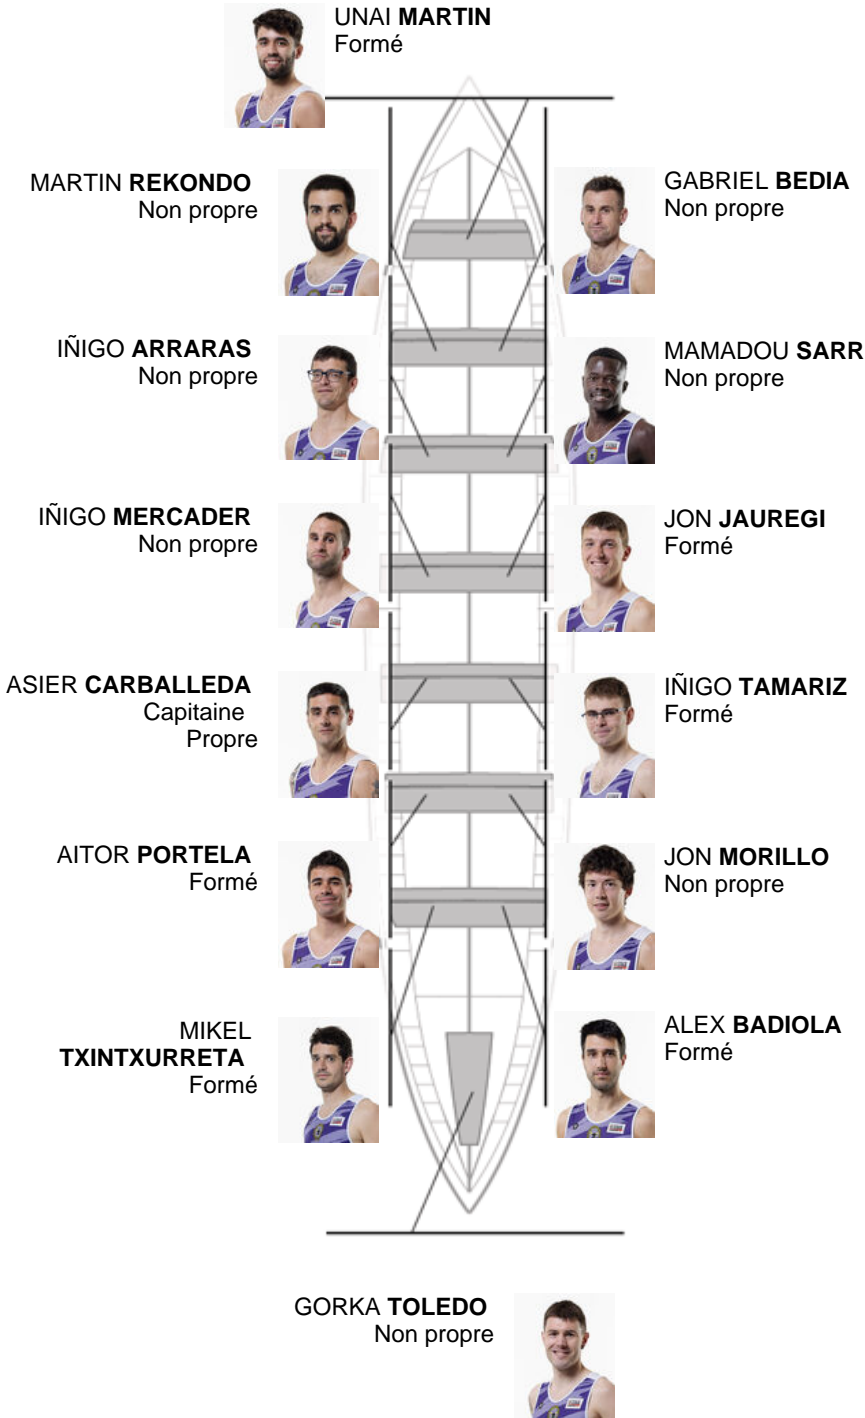 UNAI MARTIN
Formé
MARTIN REKONDO
Non propre
GABRIEL BEDIA
Non propre
IÑIGO ARRARAS
Non propre
MAMADOU SARR
Non propre
IÑIGO MERCADER
Non propre
JON JAUREGI
Formé
ASIER CARBALLEDA
Capitaine
Propre
IÑIGO TAMARIZ
Formé
AITOR PORTELA
Formé
JON MORILLO
Non propre
MIKEL
TXINTXURRETA
Formé
ALEX BADIOLA
Formé
GORKA TOLEDO
Non propre